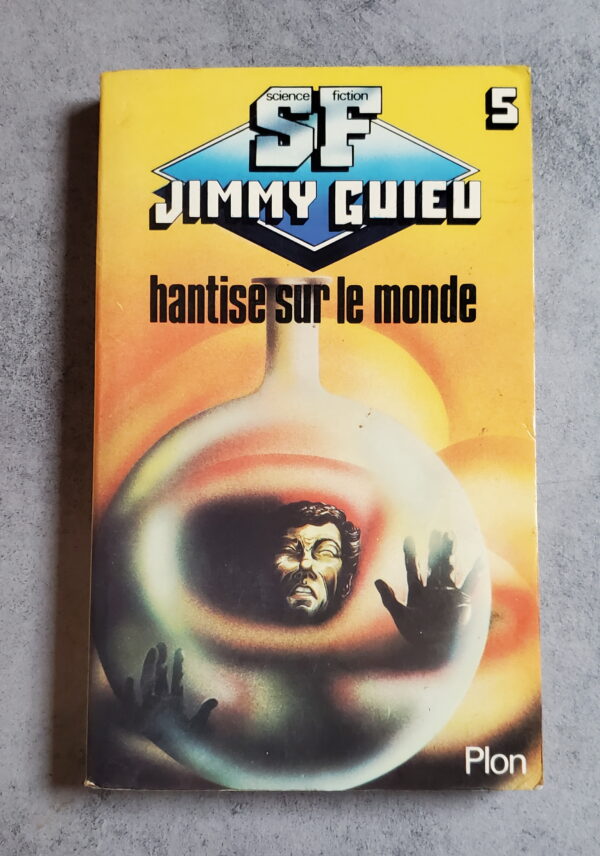 science fiction
SF
5
JIMMY GUIEU
hantise sur le monde
Plon